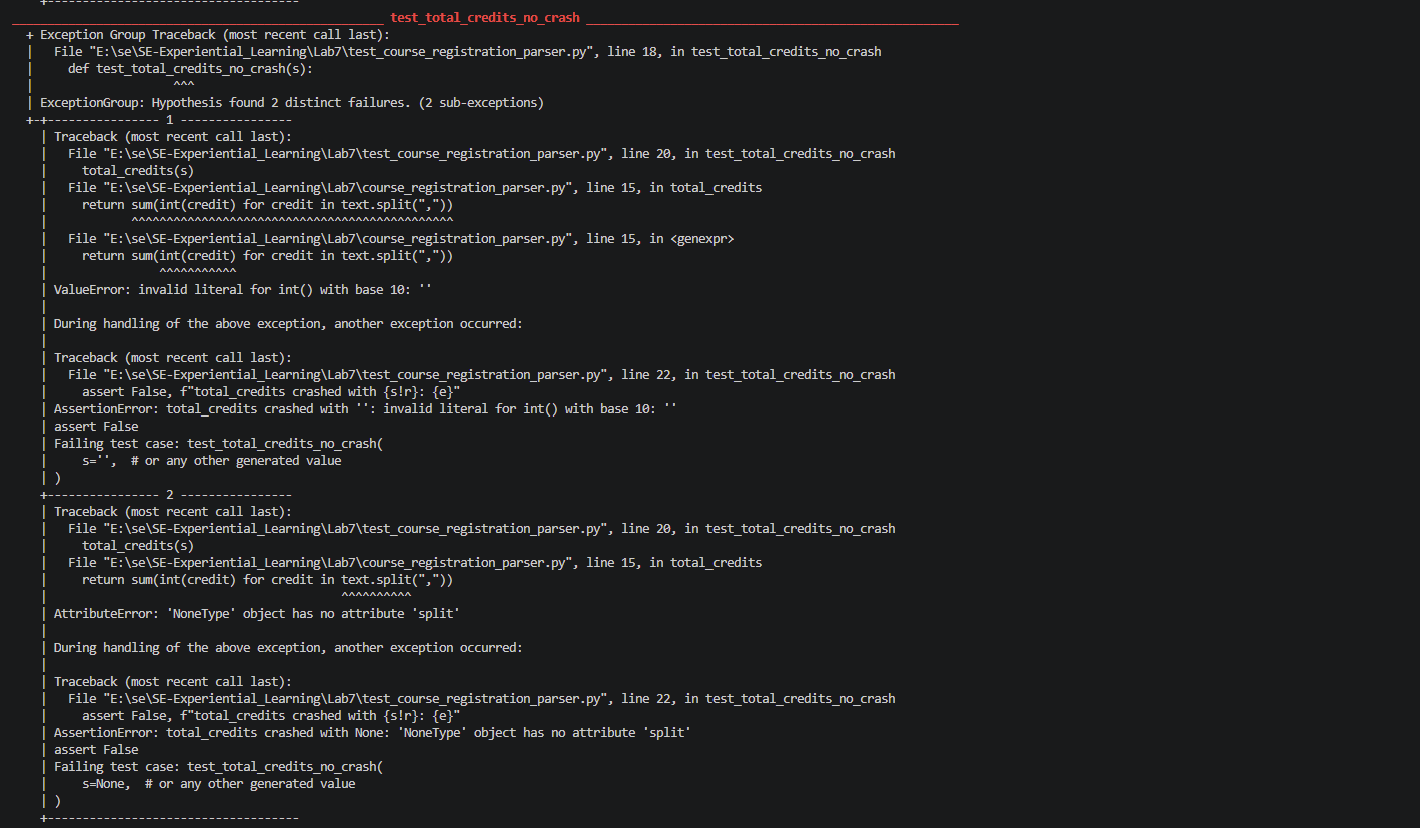 +------------------------------------
_____________________________________________________ test_total_credits_no_crash _____________________________________________________
+ Exception Group Traceback (most recent call last):
|   File "E:\se\SE-Experiential_Learning\Lab7\test_course_registration_parser.py", line 18, in test_total_credits_no_crash
|     def test_total_credits_no_crash(s):
|                    ^^^
| ExceptionGroup: Hypothesis found 2 distinct failures. (2 sub-exceptions)
+-+---------------- 1 ----------------
| Traceback (most recent call last):
|   File "E:\se\SE-Experiential_Learning\Lab7\test_course_registration_parser.py", line 20, in test_total_credits_no_crash
|     total_credits(s)
|   File "E:\se\SE-Experiential_Learning\Lab7\course_registration_parser.py", line 15, in total_credits
|     return sum(int(credit) for credit in text.split(","))
|            ^^^^^^^^^^^^^^^^^^^^^^^^^^^^^^^^^^^^^^^^^^^^^^
|   File "E:\se\SE-Experiential_Learning\Lab7\course_registration_parser.py", line 15, in <genexpr>
|     return sum(int(credit) for credit in text.split(","))
|                ^^^^^^^^^^^
| ValueError: invalid literal for int() with base 10: ''
|
| During handling of the above exception, another exception occurred:
|
| Traceback (most recent call last):
|   File "E:\se\SE-Experiential_Learning\Lab7\test_course_registration_parser.py", line 22, in test_total_credits_no_crash
|     assert False, f"total_credits crashed with {s!r}: {e}"
| AssertionError: total_credits crashed with '': invalid literal for int() with base 10: ''
| assert False
| Failing test case: test_total_credits_no_crash(
|     s='',  # or any other generated value
| )
+---------------- 2 ----------------
| Traceback (most recent call last):
|   File "E:\se\SE-Experiential_Learning\Lab7\test_course_registration_parser.py", line 20, in test_total_credits_no_crash
|     total_credits(s)
|   File "E:\se\SE-Experiential_Learning\Lab7\course_registration_parser.py", line 15, in total_credits
|     return sum(int(credit) for credit in text.split(","))
|                                          ^^^^^^^^^^
| AttributeError: 'NoneType' object has no attribute 'split'
|
| During handling of the above exception, another exception occurred:
|
| Traceback (most recent call last):
|   File "E:\se\SE-Experiential_Learning\Lab7\test_course_registration_parser.py", line 22, in test_total_credits_no_crash
|     assert False, f"total_credits crashed with {s!r}: {e}"
| AssertionError: total_credits crashed with None: 'NoneType' object has no attribute 'split'
| assert False
| Failing test case: test_total_credits_no_crash(
|     s=None,  # or any other generated value
| )
+------------------------------------